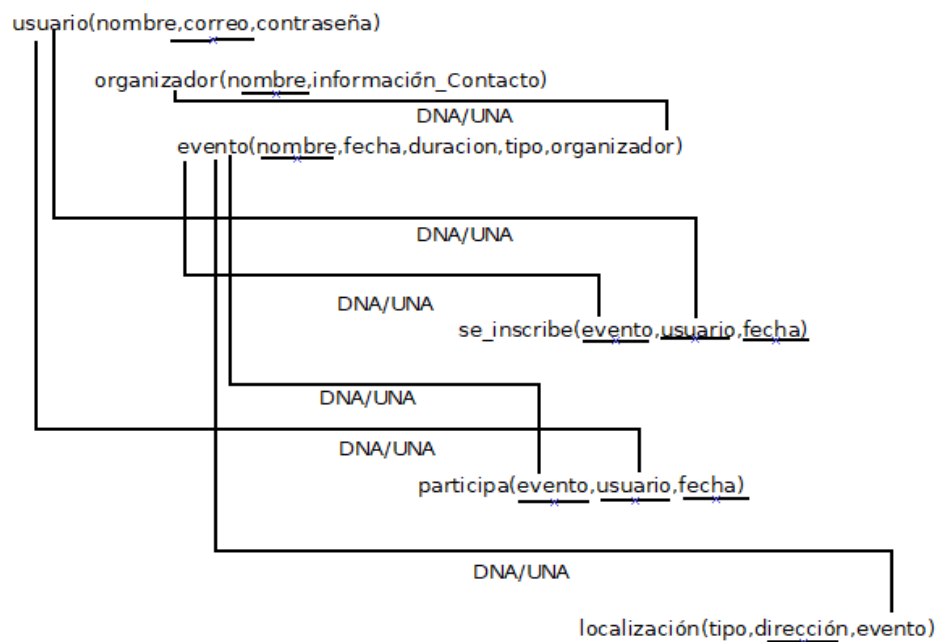 usuario(nombre,correo,contraseña)
organizador(nombre,información_Contacto)
DNA/UNA
evento(nombre,fecha,duracion,tipo,organizador)
DNA/UNA
DNA/UNA
se_inscribe(evento,usuario,fecha)
DNA/UNA
DNA/UNA
participa(evento,usuario,fecha)
DNA/UNA
localización(tipo,dirección,evento)